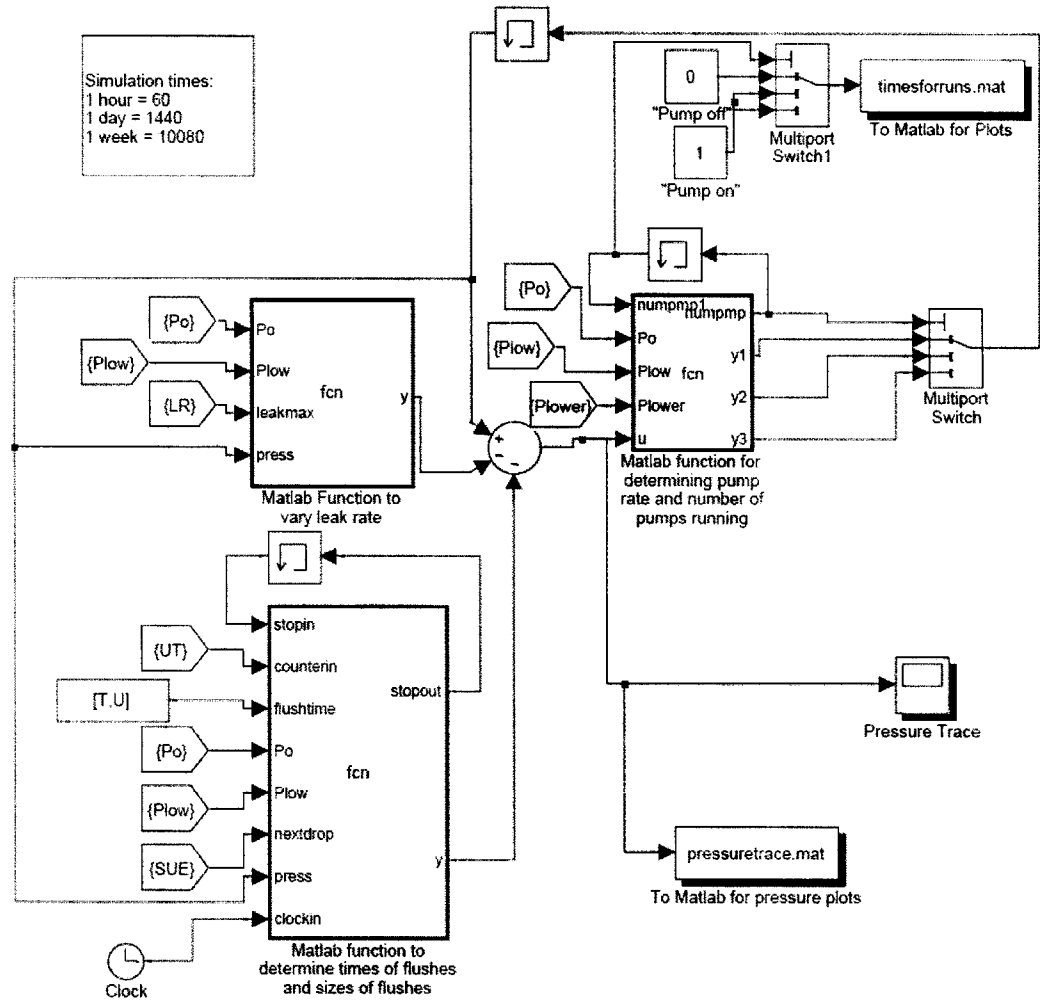 Simulation times:
1 hour = 60
1 day = 1440
1 week = 10080
0
"Pump off"
1
"Pump on"
Multiport
Switch1
timesforruns.mat
To Matlab for Plots
{Po}
{Plow}
{LR}
Po
Plow
leakmax
press
fcn
y
Matlab Function to
vary leak rate
{Po}
{Plow}
{Plower}
numpmp1
Po
Plow
Plower
u
fcn
numpmp
y1
y2
y3
Matlab function for
determining pump
rate and number of
pumps running
Multiport
Switch
{UT}
[T,U]
{Po}
{Plow}
{SUE}
Clock
stopin
counterin
flushtime
Po
Plow
nextdrop
press
clockin
fcn
stopout
y
Matlab function to
determine times of flushes
and sizes of flushes
Pressure Trace
pressuretrace.mat
To Matlab for pressure plots